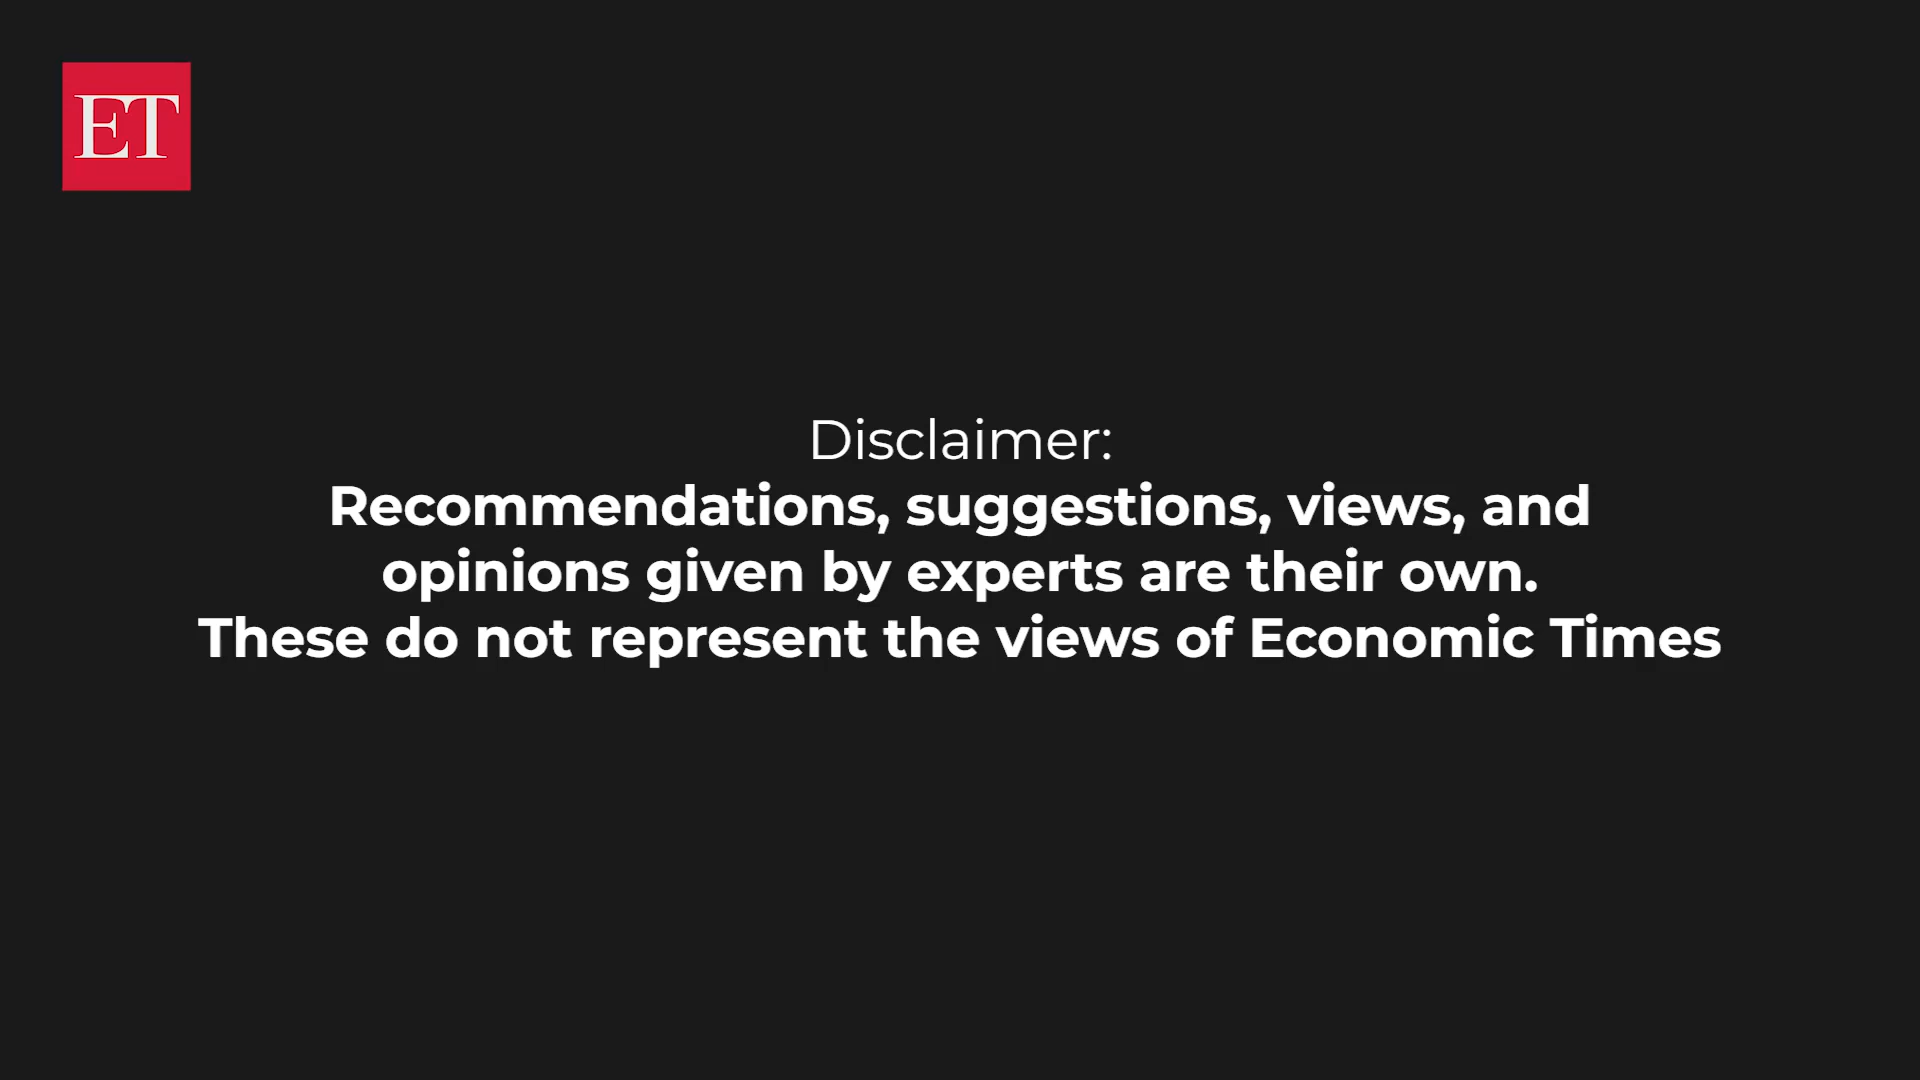 ET
Disclaimer:
Recommendations, suggestions, views, and
opinions given by experts are their own.
These do not represent the views of Economic Times